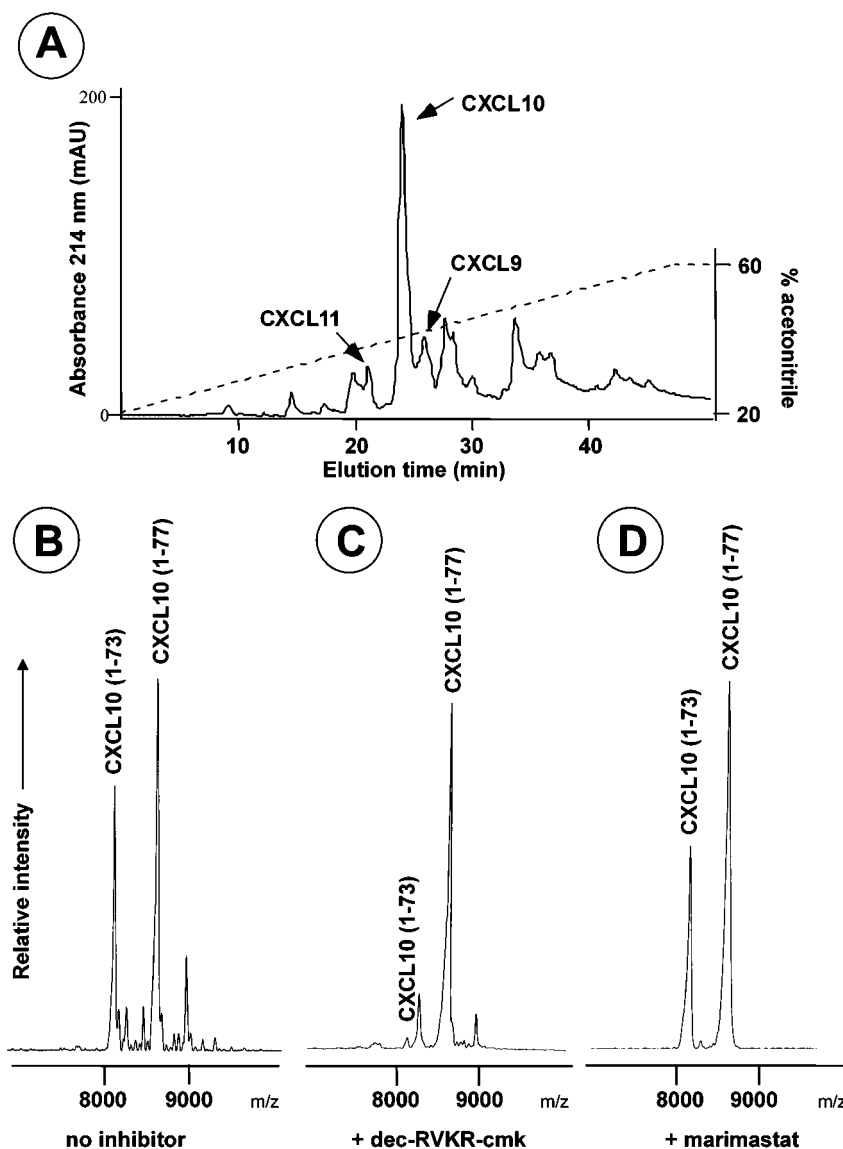 A
200
0
Absorbance 214 nm (mAU)
CXCL10
CXCL9
CXCL11
60
20
% acetonitrile
10
20
30
40
Elution time (min)
B
C
D
Relative intensity
CXCL10 (1-73)
CXCL10 (1-77)
CXCL10 (1-73)
CXCL10 (1-77)
CXCL10 (1-73)
CXCL10 (1-77)
8000 9000 m/z
8000 9000 m/z
8000 9000 m/z
no inhibitor
+ dec-RVKR-cmk
+ marimastat